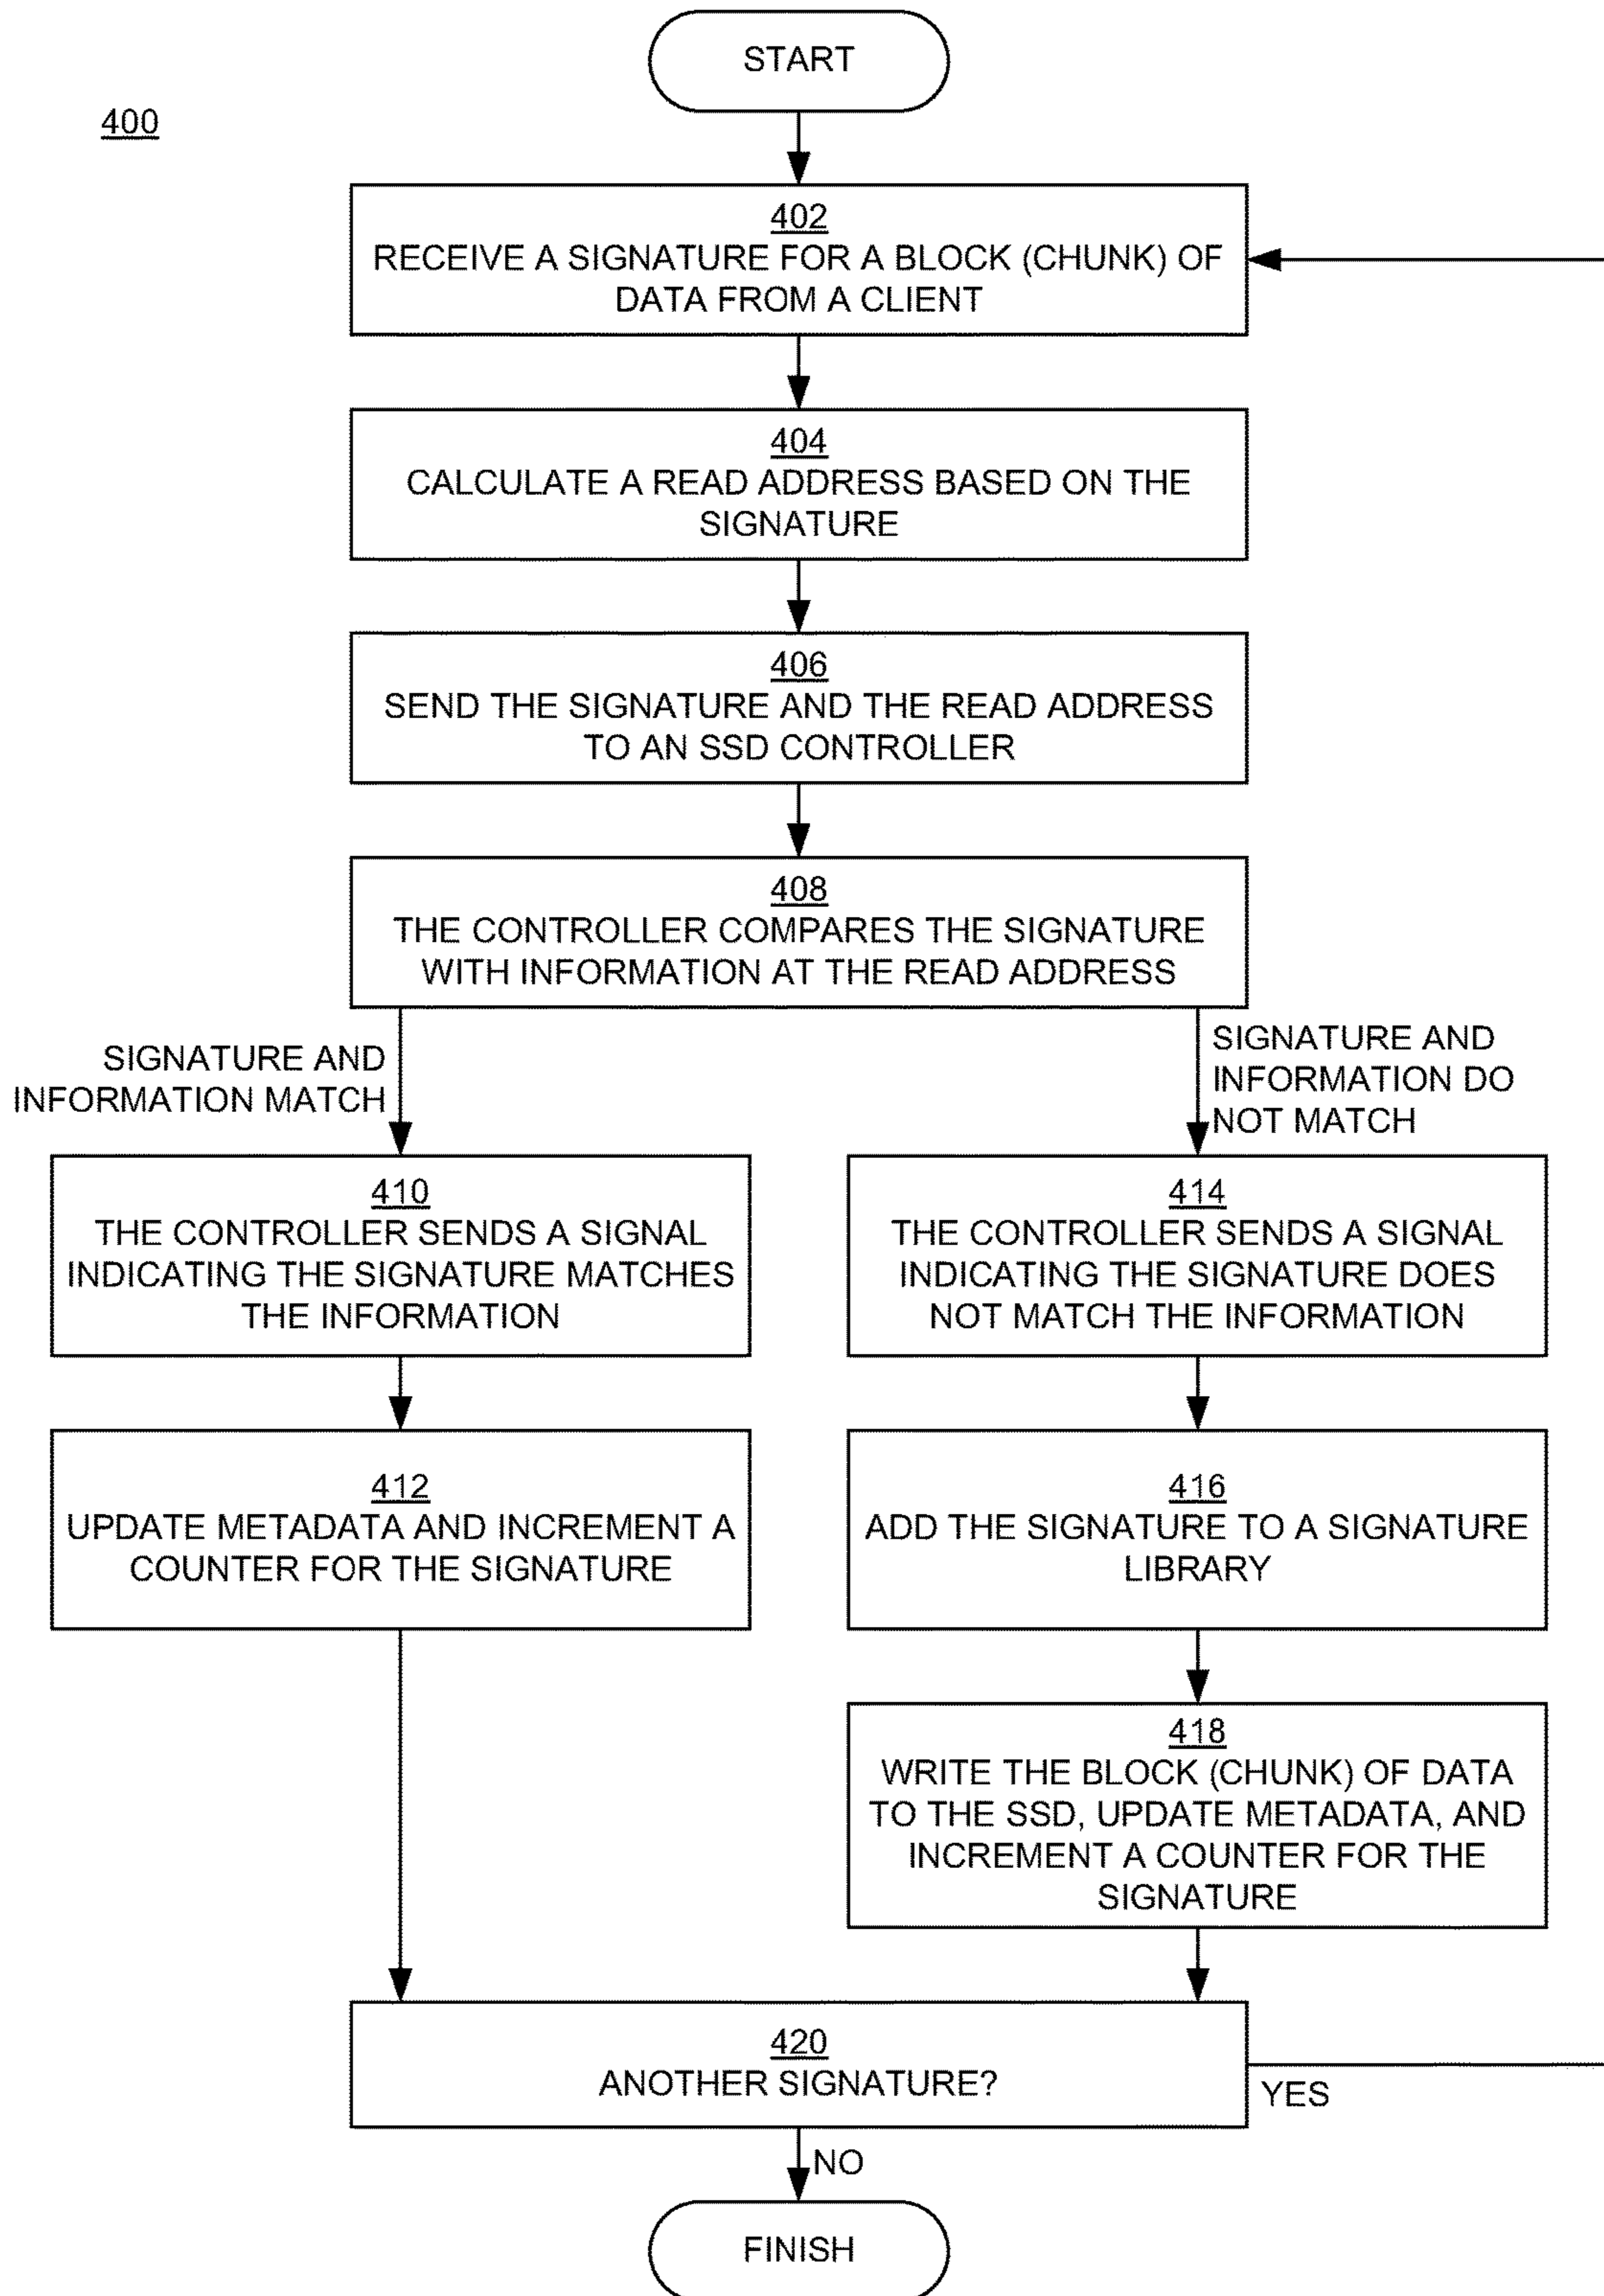 START
400
402
RECEIVE A SIGNATURE FOR A BLOCK (CHUNK) OF
DATA FROM A CLIENT
404
CALCULATE A READ ADDRESS BASED ON THE
SIGNATURE
406
SEND THE SIGNATURE AND THE READ ADDRESS
TO AN SSD CONTROLLER
408
THE CONTROLLER COMPARES THE SIGNATURE
WITH INFORMATION AT THE READ ADDRESS
SIGNATURE AND
INFORMATION MATCH
SIGNATURE AND
INFORMATION DO
NOT MATCH
410
THE CONTROLLER SENDS A SIGNAL
INDICATING THE SIGNATURE MATCHES
THE INFORMATION
414
THE CONTROLLER SENDS A SIGNAL
INDICATING THE SIGNATURE DOES
NOT MATCH THE INFORMATION
412
UPDATE METADATA AND INCREMENT A
COUNTER FOR THE SIGNATURE
416
ADD THE SIGNATURE TO A SIGNATURE
LIBRARY
418
WRITE THE BLOCK (CHUNK) OF DATA
TO THE SSD, UPDATE METADATA, AND
INCREMENT A COUNTER FOR THE
SIGNATURE
420
ANOTHER SIGNATURE?
YES
NO
FINISH